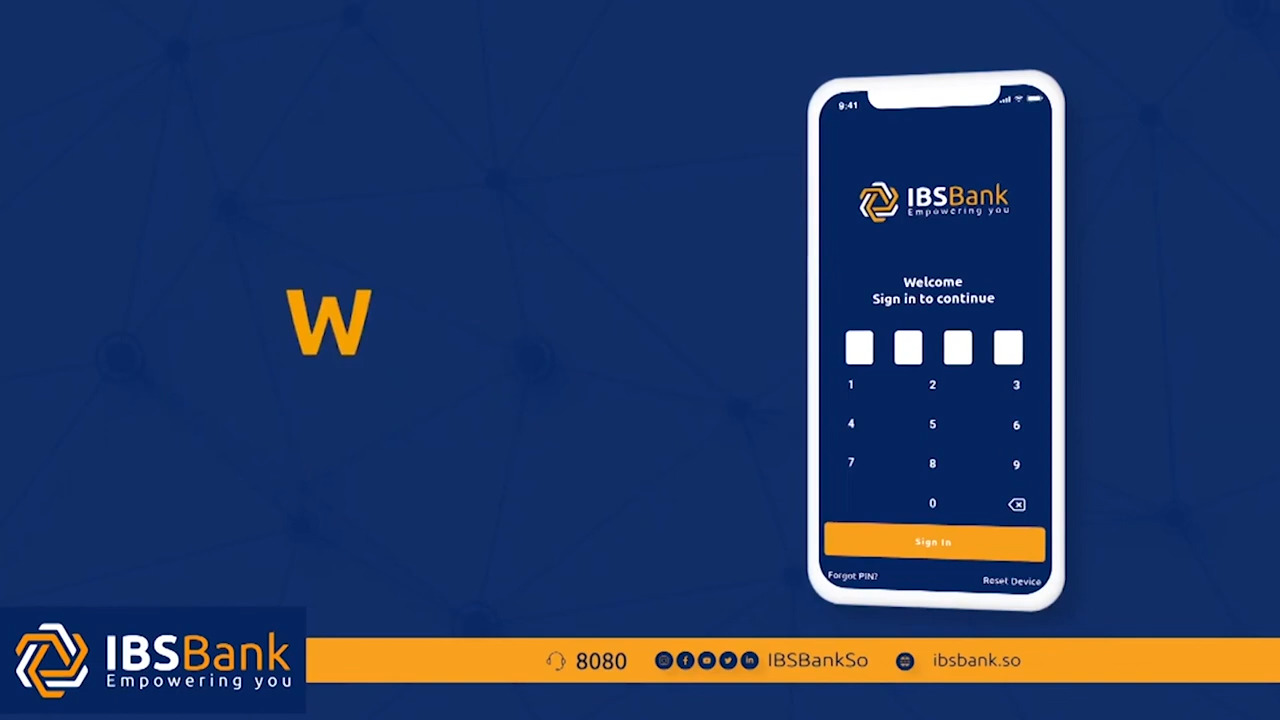 W
9:41
IBSBank
Empowering you
Welcome
Sign in to continue
1 2 3
4 5 6
7 8 9
0
Sign In
Forgot PIN? Reset Device
IBSBank
Empowering you
8080 IBSBankSo ibsbank.so